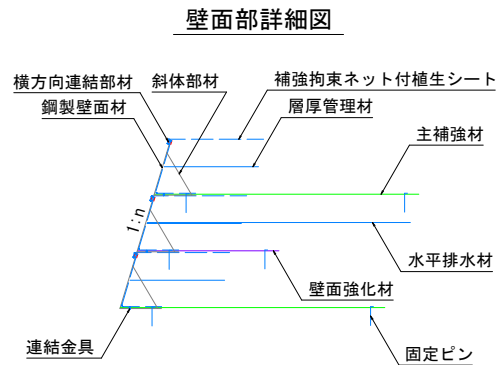 壁面部詳細図
横方向連結部材
斜体部材
補強拘束ネット付植生シート
鋼製壁面材
層厚管理材
主補強材
1:n
水平排水材
壁面強化材
連結金具
固定ピン